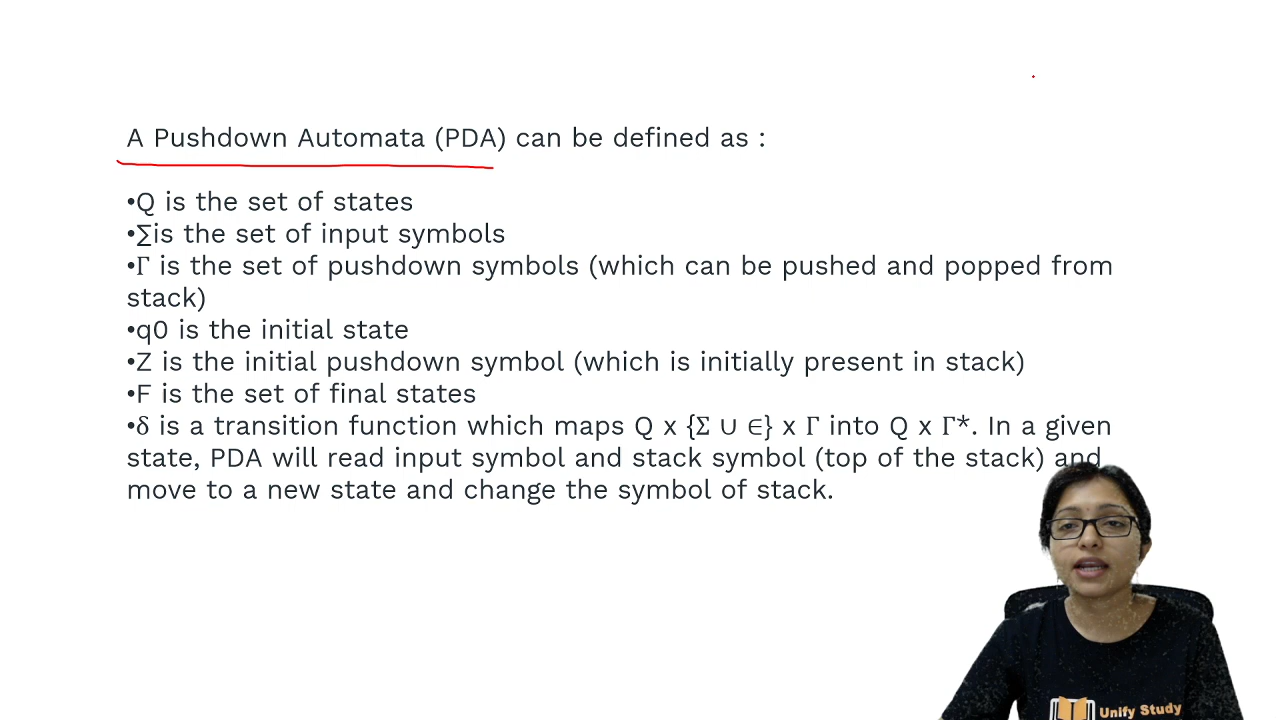 A Pushdown Automata (PDA) can be defined as :
•Q is the set of states
•∑is the set of input symbols
•Γ is the set of pushdown symbols (which can be pushed and popped from
stack)
•q0 is the initial state
•Z is the initial pushdown symbol (which is initially present in stack)
•F is the set of final states
•δ is a transition function which maps Q x {Σ ∪ ∈} x Γ into Q x Γ*. In a given
state, PDA will read input symbol and stack symbol (top of the stack) and
move to a new state and change the symbol of stack.
Unify Study